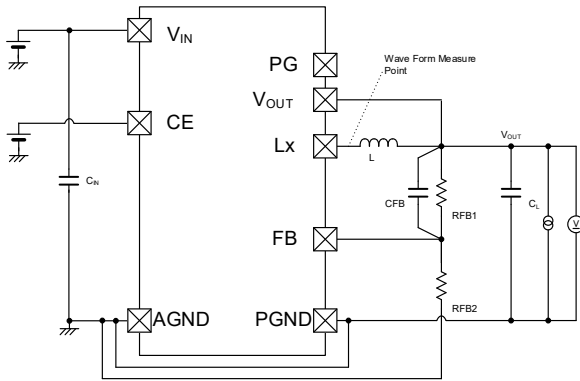 VIN
PG
Wave Form Measure
Point
VOUT
CE
Lx
L
VOUT
CIN
CFB
RFB1
CL
V
FB
RFB2
AGND
PGND